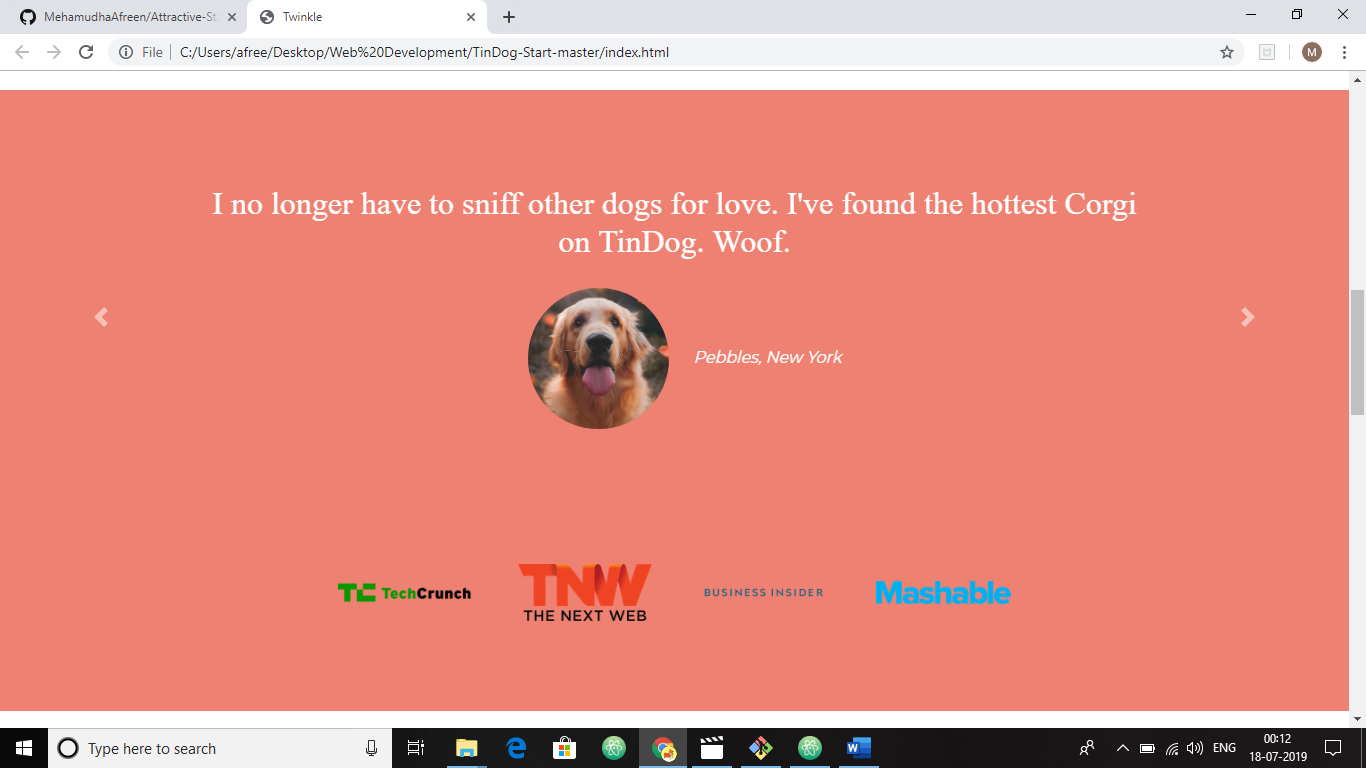 MehamudhaAfreen/Attractive-St
Twinkle
File
C:/Users/afree/Desktop/Web%20Development/TinDog-Start-master/index.html
M
I no longer have to sniff other dogs for love. I've found the hottest Corgi
on TinDog. Woof.
Pebbles, New York
TC TechCrunch
TNW
THE NEXT WEB
BUSINESS INSIDER
Mashable
Type here to search
W
ENG
00:12
18-07-2019